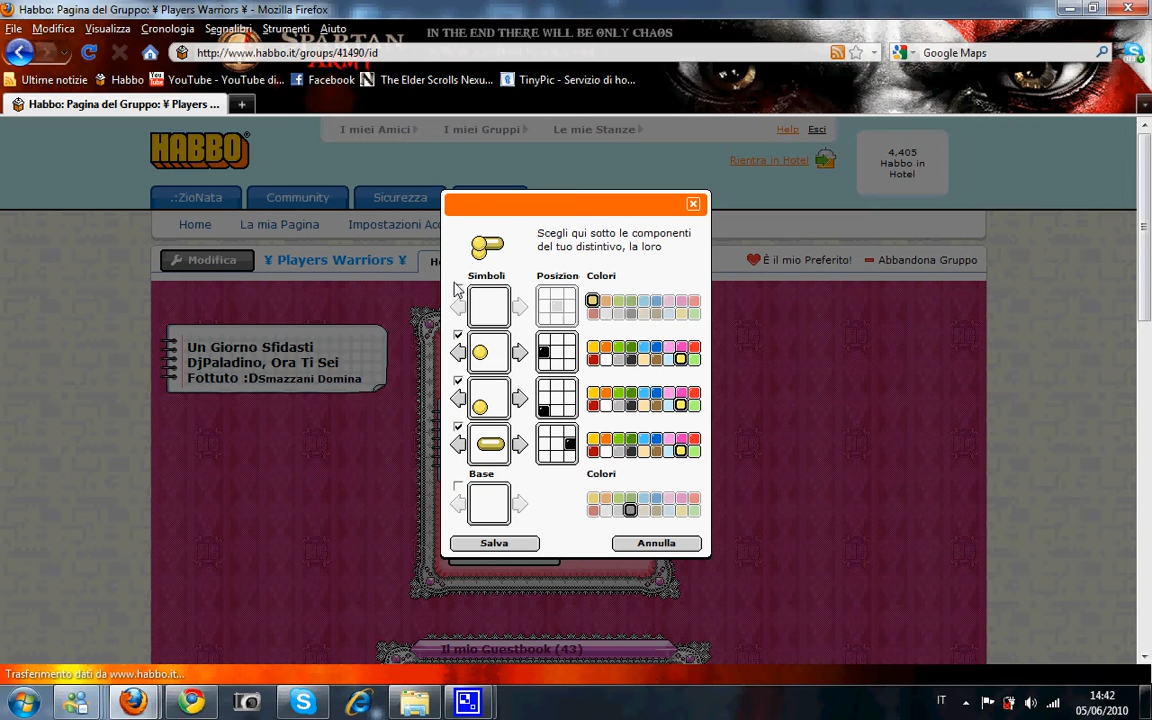 Habbo: Pagina del Gruppo: ¥ Players Warriors ¥ - Mozilla Firefox
File Modifica Visualizza Cronologia Segnalibri Strumenti Aiuto
SPARTAN
IN THE END THERE WILL BE ONLY CHAOS
http://www.habbo.it/groups/41490/id
Google Maps
Ultime notizie Habbo YouTube - YouTube di... Facebook The Elder Scrolls Nexu... TinyPic - Servizio di ho...
Habbo: Pagina del Gruppo: ¥ Players ...
HABBO
I miei Amici I miei Gruppi Le mie Stanze
Help Esci
Rientra in Hotel
4,405
Habbo in
Hotel
.:ZioNata Community Sicurezza
Home La mia Pagina Impostazioni Acc
Modifica
¥ Players Warriors ¥
È il mio Preferito!
Abbandona Gruppo
Un Giorno Sfidasti
DjPaladino, Ora Ti Sei
Fottuto :DSmazzani Domina
Scegli qui sotto le componenti
del tuo distintivo, la loro
Simboli Posizion Colori
Base Colori
Salva Annulla
Il mio Guestbook (43)
Trasferimento dati da www.habbo.it...
IT
14:42
05/06/2010